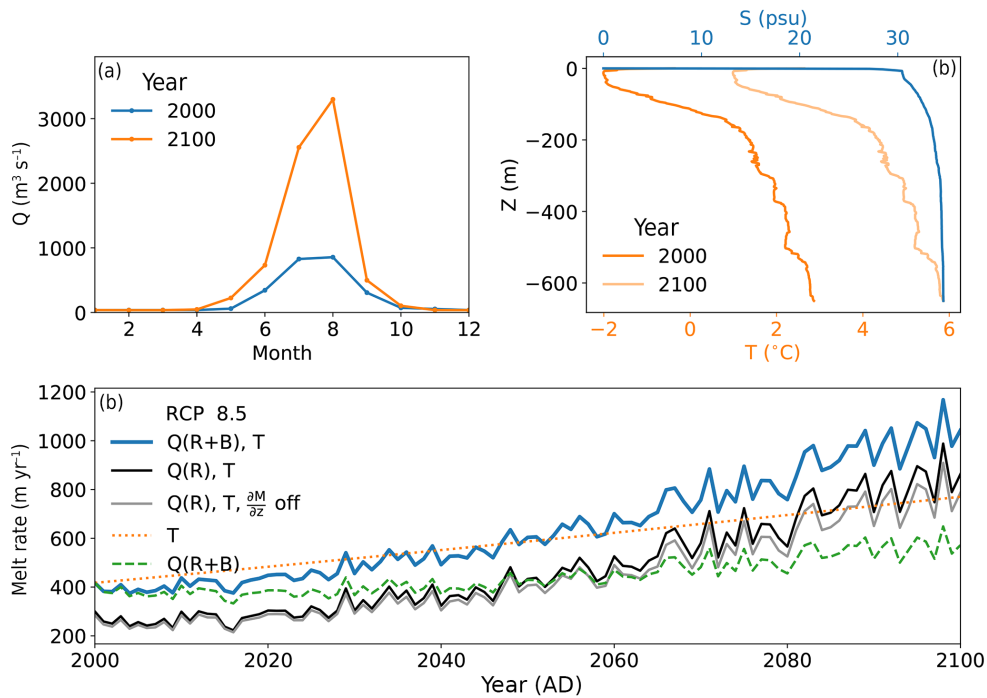 S (psu)
0 10 20 30
(a)
Year
2000
2100
3000
2000
1000
0
Q (m³ s⁻¹)
2 4 6 8 10 12
Month
(b)
0
−200
−400
−600
Z (m)
Year
2000
2100
−2 0 2 4 6
T (°C)
(b)
RCP 8.5
Q(R+B), T
Q(R), T
Q(R), T, ∂M/∂z off
T
Q(R+B)
1200
1000
800
600
400
200
Melt rate (m yr⁻¹)
2000 2020 2040 2060 2080 2100
Year (AD)